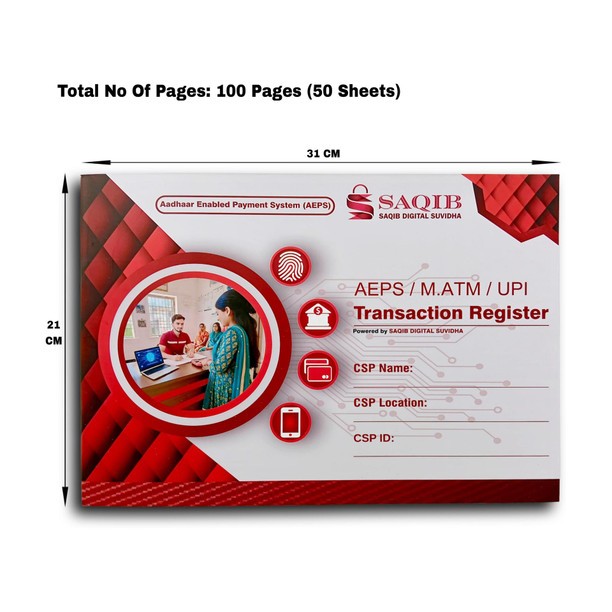 Total No Of Pages: 100 Pages (50 Sheets)
31 CM
21
CM
Aadhaar Enabled Payment System (AEPS)
SAQIB
SAQIB DIGITAL SUVIDHA
AEPS / M.ATM / UPI
Transaction Register
Powered by SAQIB DIGITAL SUVIDHA
CSP Name:
CSP Location:
CSP ID: